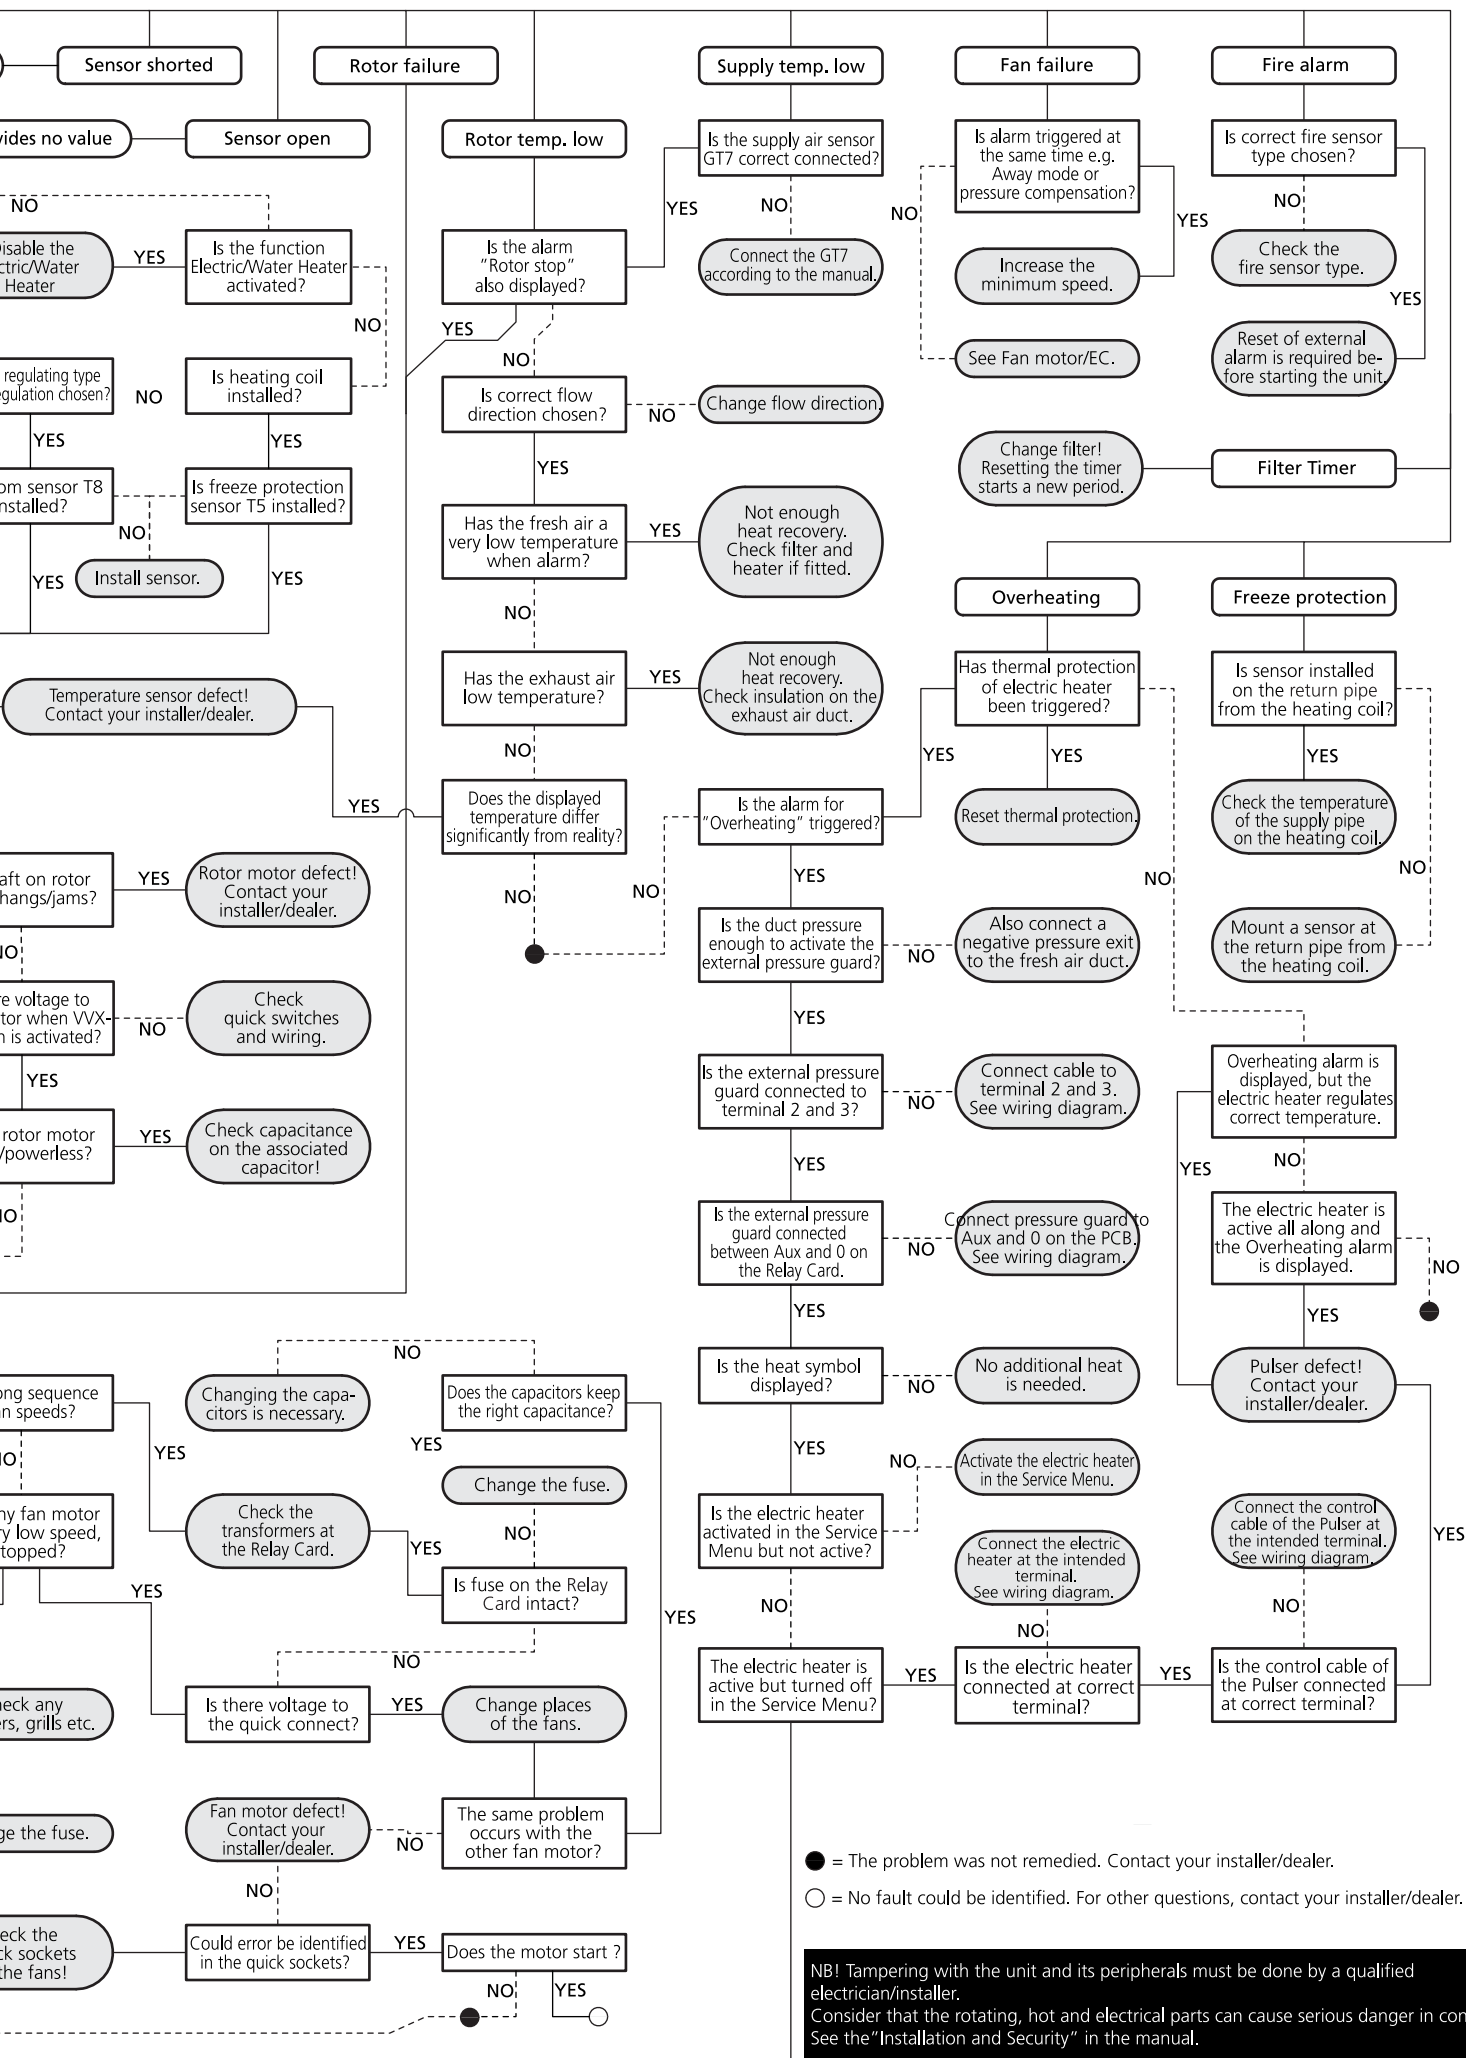 Sensor shorted
Rotor failure
Supply temp. low
Fan failure
Fire alarm
vides no value
Sensor open
Rotor temp. low
Is the supply air sensor
GT7 correct connected?
Is alarm triggered at
the same time e.g.
Away mode or
pressure compensation?
Is correct fire sensor
type chosen?
NO
YES
NO
NO
YES
NO
isable the
ctric/Water
Heater
YES
Is the function
Electric/Water Heater
activated?
Is the alarm
"Rotor stop"
also displayed?
Connect the GT7
according to the manual.
Increase the
minimum speed.
Check the
fire sensor type.
YES
NO
YES
NO
See Fan motor/EC.
Reset of external
alarm is required be-
fore starting the unit.
regulating type
egulation chosen?
NO
Is heating coil
installed?
Is correct flow
direction chosen?
NO
Change flow direction.
YES
YES
YES
Change filter!
Resetting the timer
starts a new period.
Filter Timer
om sensor T8
nstalled?
Is freeze protection
sensor T5 installed?
NO
Has the fresh air a
very low temperature
when alarm?
YES
Not enough
heat recovery.
Check filter and
heater if fitted.
YES
Install sensor.
YES
NO
Overheating
Freeze protection
Has the exhaust air
low temperature?
YES
Not enough
heat recovery.
Check insulation on the
exhaust air duct.
Has thermal protection
of electric heater
been triggered?
Is sensor installed
on the return pipe
from the heating coil?
Temperature sensor defect!
Contact your installer/dealer.
NO
YES
YES
YES
YES
Does the displayed
temperature differ
significantly from reality?
Is the alarm for
"Overheating" triggered?
Reset thermal protection.
Check the temperature
of the supply pipe
on the heating coil.
aft on rotor
hangs/jams?
YES
Rotor motor defect!
Contact your
installer/dealer.
NO
NO
YES
NO
NO
NO
Is the duct pressure
enough to activate the
external pressure guard?
NO
Also connect a
negative pressure exit
to the fresh air duct.
Mount a sensor at
the return pipe from
the heating coil.
re voltage to
tor when VVX-
n is activated?
NO
Check
quick switches
and wiring.
YES
YES
Is the external pressure
guard connected to
terminal 2 and 3?
NO
Connect cable to
terminal 2 and 3.
See wiring diagram.
Overheating alarm is
displayed, but the
electric heater regulates
correct temperature.
rotor motor
/powerless?
YES
Check capacitance
on the associated
capacitor!
YES
YES
NO
NO
Is the external pressure
guard connected
between Aux and 0 on
the Relay Card.
NO
Connect pressure guard to
Aux and 0 on the PCB.
See wiring diagram.
The electric heater is
active all along and
the Overheating alarm
is displayed.
NO
YES
YES
NO
ong sequence
n speeds?
Changing the capa-
citors is necessary.
Does the capacitors keep
the right capacitance?
Is the heat symbol
displayed?
NO
No additional heat
is needed.
Pulser defect!
Contact your
installer/dealer.
NO
YES
YES
YES
Change the fuse.
NO
Activate the electric heater
in the Service Menu.
ny fan motor
ry low speed,
topped?
Check the
transformers at
the Relay Card.
YES
NO
Is the electric heater
activated in the Service
Menu but not active?
Connect the electric
heater at the intended
terminal.
See wiring diagram.
Connect the control
cable of the Pulser at
the intended terminal.
See wiring diagram.
YES
YES
Is fuse on the Relay
Card intact?
YES
NO
NO
NO
NO
Is there voltage to
the quick connect?
YES
Change places
of the fans.
The electric heater is
active but turned off
in the Service Menu?
YES
Is the electric heater
connected at correct
terminal?
YES
Is the control cable of
the Pulser connected
at correct terminal?
eck any
ers, grills etc.
ge the fuse.
Fan motor defect!
Contact your
installer/dealer.
NO
The same problem
occurs with the
other fan motor?
= The problem was not remedied. Contact your installer/dealer.
NO
= No fault could be identified. For other questions, contact your installer/dealer.
eck the
ck sockets
the fans!
Could error be identified
in the quick sockets?
YES
Does the motor start ?
NO
YES
NB! Tampering with the unit and its peripherals must be done by a qualified
electrician/installer.
Consider that the rotating, hot and electrical parts can cause serious danger in con
See the"Installation and Security" in the manual.